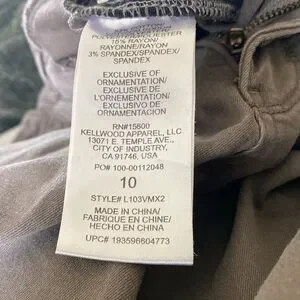 POLYESTER/POLYESTER
15% RAYON/
RAYONNE/RAYON
3% SPANDEX/SPANDEX/
SPANDEX
EXCLUSIVE OF
ORNAMENTATION/
EXCLUSIF DE
L'ORNEMENTATION/
EXCLUSIVO DE
ORNAMENTACION
RN#15600
KELLWOOD APPAREL, LLC
13071 E. TEMPLE AVE.,
CITY OF INDUSTRY,
CA 91746. USA
PO# 100-00112048
10
STYLE# L103VMX2
MADE IN CHINA/
FABRIQUE EN CHINE/
HECHO EN CHINA
UPC# 193596604773